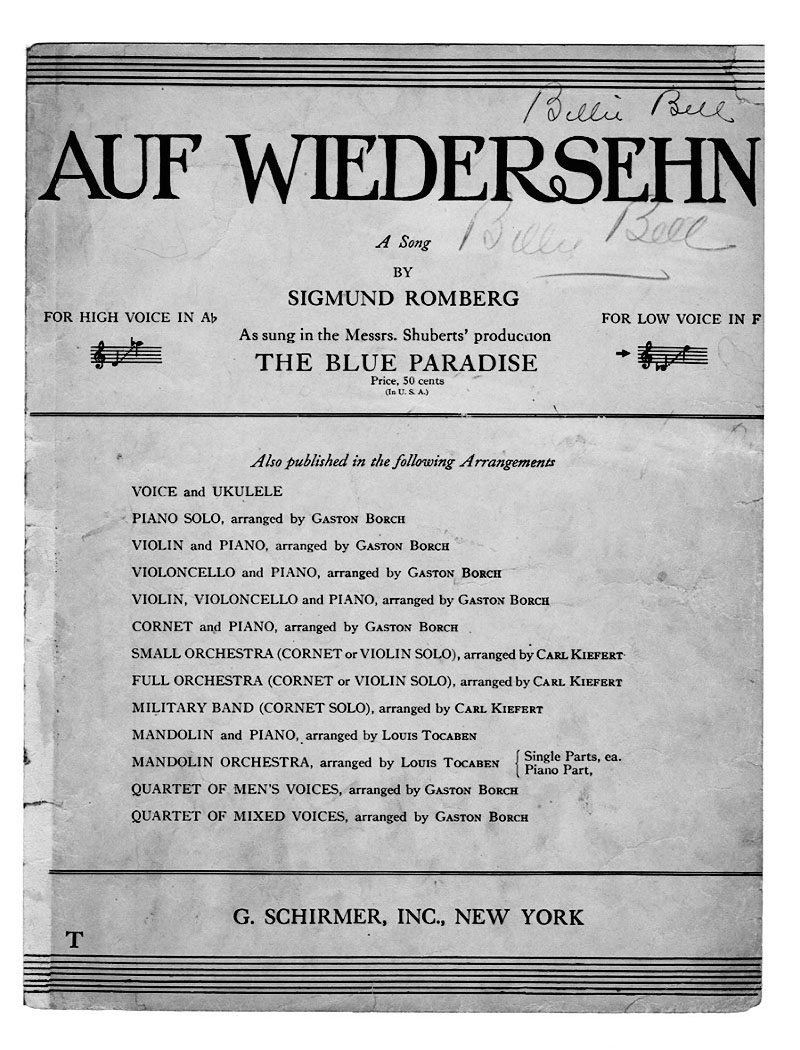 Billie Bell
AUF WIEDERSEHN
Billie Bell
A Song
BY
SIGMUND ROMBERG
FOR HIGH VOICE IN A♭
FOR LOW VOICE IN F
As sung in the Messrs. Shuberts' production
THE BLUE PARADISE
Price, 50 cents
(In U. S. A.)
Also published in the following Arrangements
VOICE and UKULELE
PIANO SOLO, arranged by GASTON BORCH
VIOLIN and PIANO, arranged by GASTON BORCH
VIOLONCELLO and PIANO, arranged by GASTON BORCH
VIOLIN, VIOLONCELLO and PIANO, arranged by GASTON BORCH
CORNET and PIANO, arranged by GASTON BORCH
SMALL ORCHESTRA (CORNET or VIOLIN SOLO), arranged by CARL KIEFERT
FULL ORCHESTRA (CORNET or VIOLIN SOLO), arranged by CARL KIEFERT
MILITARY BAND (CORNET SOLO), arranged by CARL KIEFERT
MANDOLIN and PIANO, arranged by LOUIS TOCABEN
MANDOLIN ORCHESTRA, arranged by LOUIS TOCABEN { Single Parts, ea.
Piano Part,
QUARTET OF MEN'S VOICES, arranged by GASTON BORCH
QUARTET OF MIXED VOICES, arranged by GASTON BORCH
G. SCHIRMER, INC., NEW YORK
T